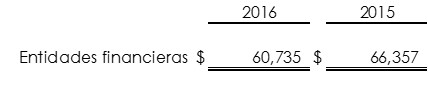 2016 2015
Entidades financieras $ 60,735 $ 66,357